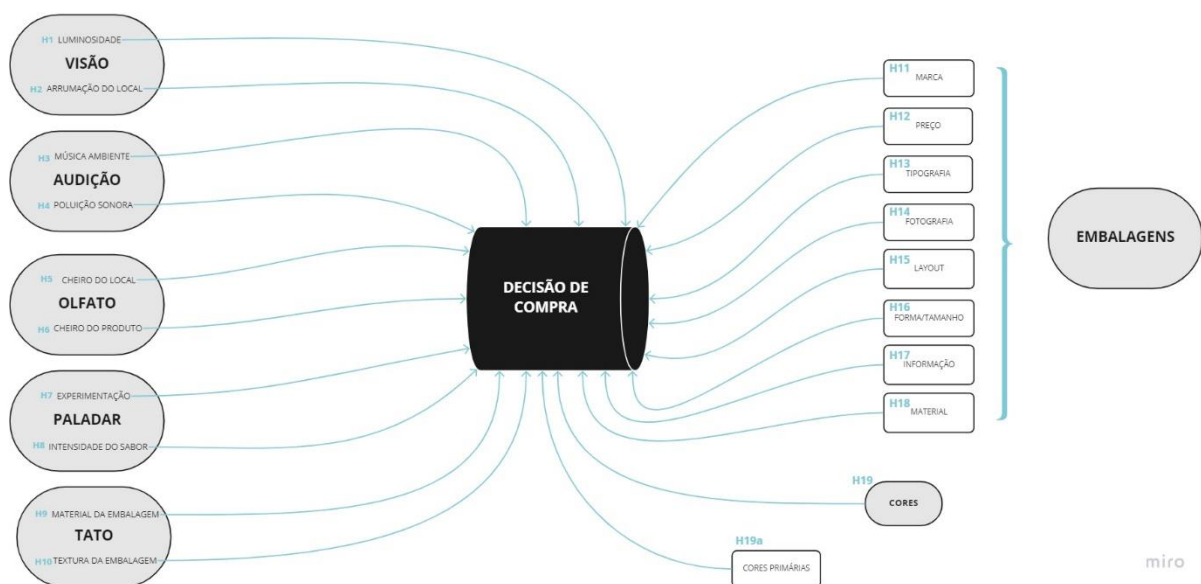 H1 LUMINOSIDADE
VISÃO
H2 ARRUMAÇÃO DO LOCAL
H3 MÚSICA AMBIENTE
AUDIÇÃO
H4 POLUIÇÃO SONORA
H5 CHEIRO DO LOCAL
OLFATO
H6 CHEIRO DO PRODUTO
H7 EXPERIMENTAÇÃO
PALADAR
H8 INTENSIDADE DO SABOR
H9 MATERIAL DA EMBALAGEM
TATO
H10 TEXTURA DA EMBALAGEM
DECISÃO DE
COMPRA
H11
MARCA
H12
PREÇO
H13
TIPOGRAFIA
H14
FOTOGRAFIA
H15
LAYOUT
H16
FORMA/TAMANHO
H17
INFORMAÇÃO
H18
MATERIAL
EMBALAGENS
H19
CORES
H19a
CORES PRIMÁRIAS
miro